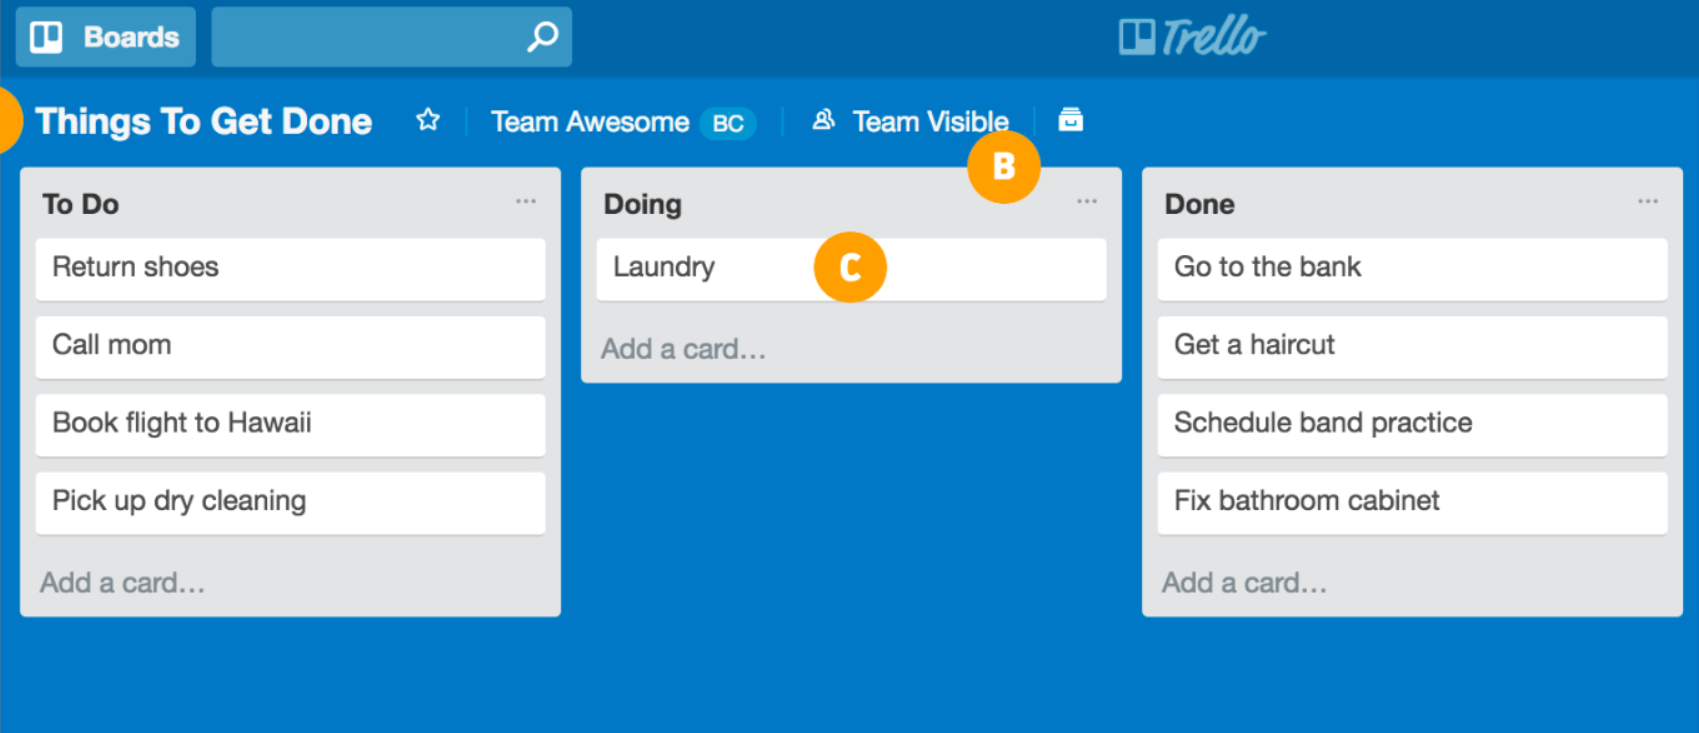 Boards
Trello
Things To Get Done Team Awesome BC Team Visible
B
To Do ...
Return shoes
Call mom
Book flight to Hawaii
Pick up dry cleaning
Add a card…
Doing ...
Laundry C
Add a card…
Done ...
Go to the bank
Get a haircut
Schedule band practice
Fix bathroom cabinet
Add a card…